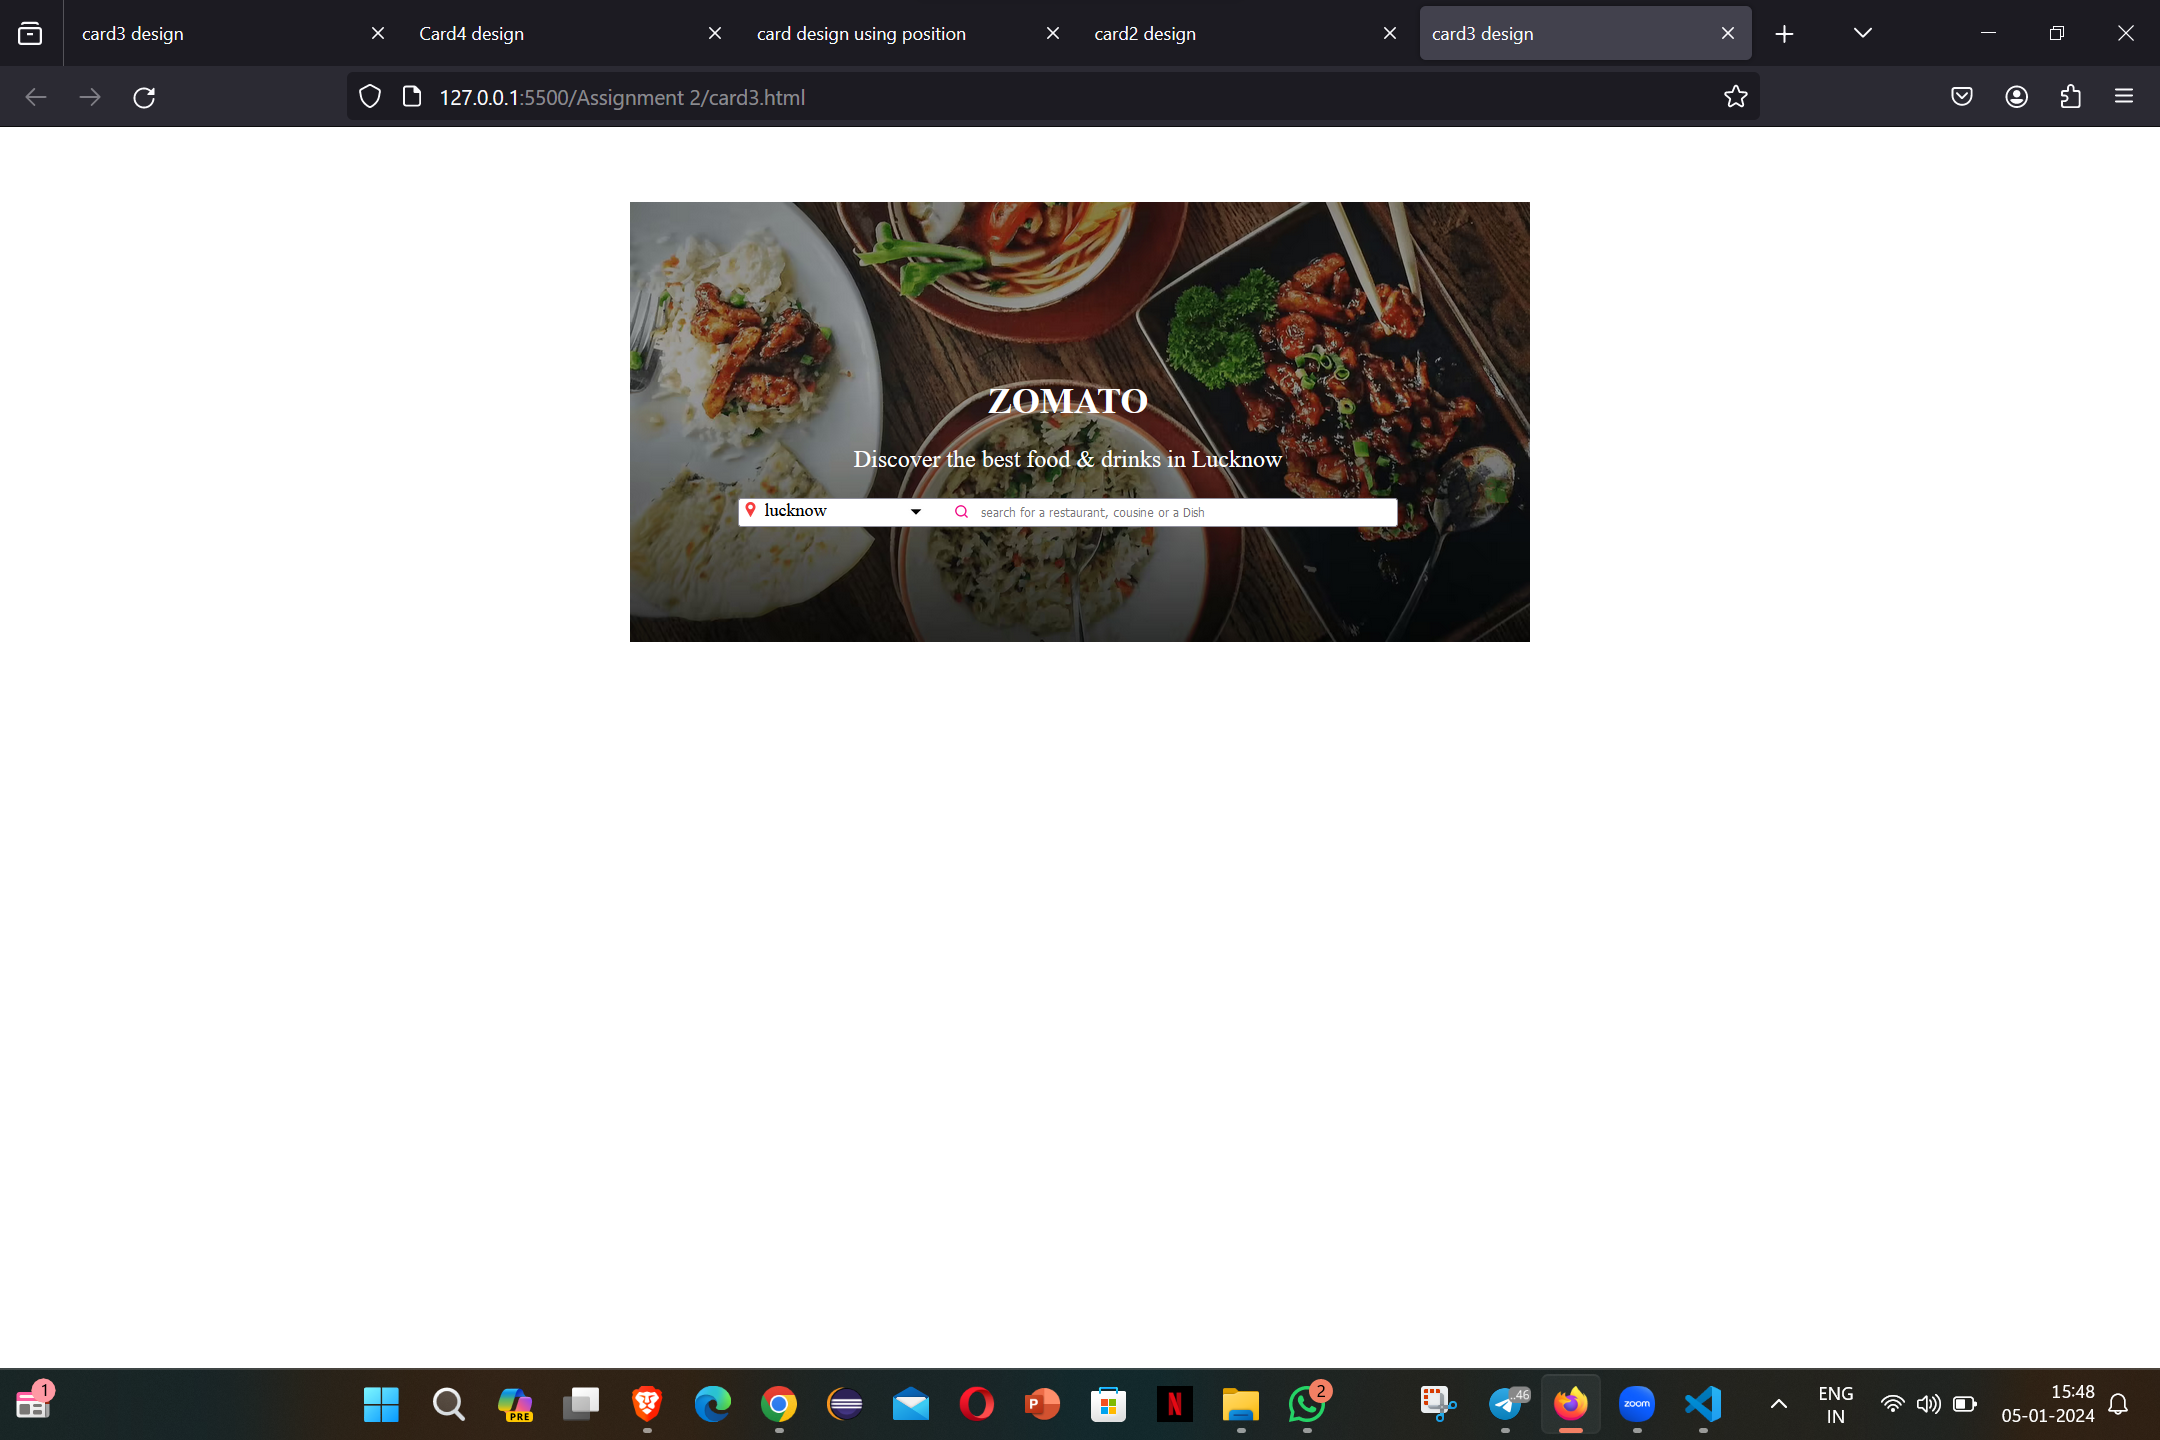 card3 design
Card4 design
card design using position
card2 design
card3 design
127.0.0.1:5500/Assignment 2/card3.html
ZOMATO
Discover the best food & drinks in Lucknow
lucknow
search for a restaurant, cousine or a Dish
1
PRE
P
N
2
..46
zoom
ENG
IN
15:48
05-01-2024